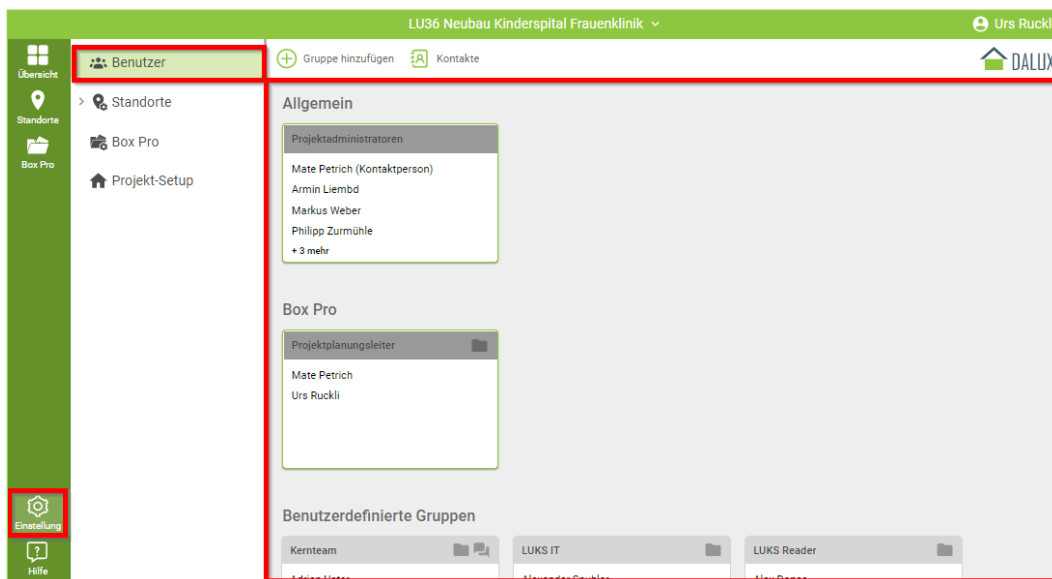 LU36 Neubau Kinderspital Frauenklinik
Urs Ruckli
Übersicht
Standorte
Box Pro
Einstellung
Hilfe
Benutzer
Standorte
Box Pro
Projekt-Setup
Gruppe hinzufügen Kontakte
DALUX
Allgemein
Projektadministratoren
Mate Petrich (Kontaktperson)
Armin Liembd
Markus Weber
Philipp Zurmühle
+ 3 mehr
Box Pro
Projektplanungsleiter
Mate Petrich
Urs Ruckli
Benutzerdefinierte Gruppen
Kernteam
LUKS IT
LUKS Reader